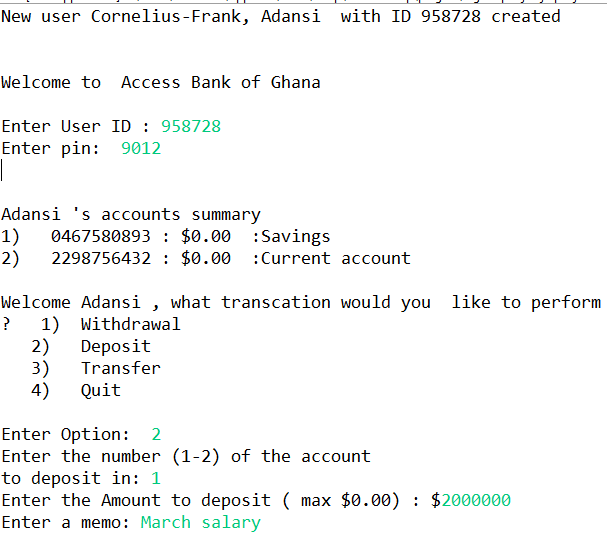 New user Cornelius-Frank, Adansi  with ID 958728 created
Welcome to  Access Bank of Ghana
Enter User ID : 958728
Enter pin:  9012
Adansi 's accounts summary
1)   0467580893 : $0.00  :Savings
2)   2298756432 : $0.00  :Current account
Welcome Adansi , what transcation would you  like to perform
?   1)  Withdrawal
   2)   Deposit
   3)   Transfer
   4)   Quit
Enter Option:  2
Enter the number (1-2) of the account
to deposit in: 1
Enter the Amount to deposit ( max $0.00) : $2000000
Enter a memo: March salary